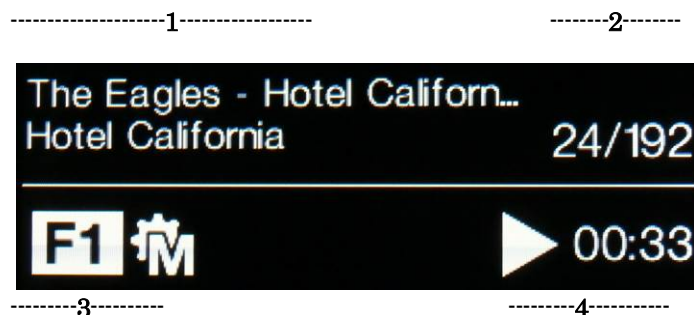 1 2
The Eagles - Hotel Californ...
Hotel California 24/192
F1 M 00:33
3 4